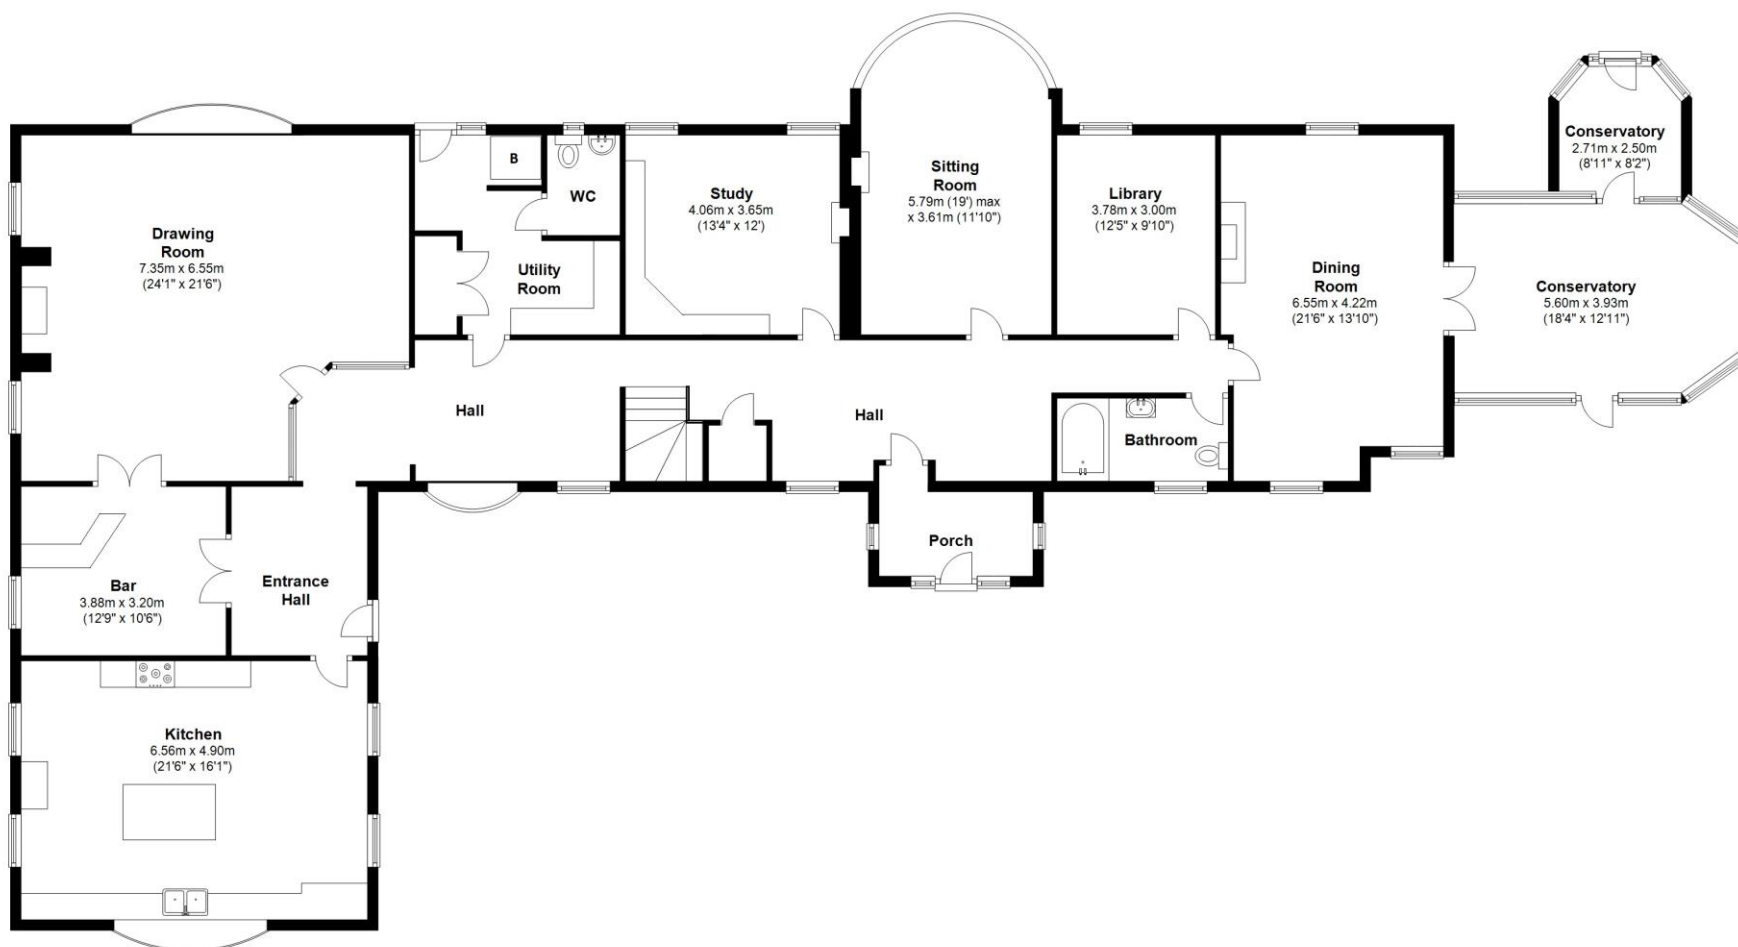 Conservatory
2.71m x 2.50m
(8'11" x 8'2")
B
WC
Study
4.06m x 3.65m
(13'4" x 12')
Sitting
Room
5.79m (19') max
x 3.61m (11'10")
Library
3.78m x 3.00m
(12'5" x 9'10")
Drawing
Room
7.35m x 6.55m
(24'1" x 21'6")
Utility
Room
Dining
Room
6.55m x 4.22m
(21'6" x 13'10")
Conservatory
5.60m x 3.93m
(18'4" x 12'11")
Hall
Hall
Bathroom
Porch
Bar
3.88m x 3.20m
(12'9" x 10'6")
Entrance
Hall
Kitchen
6.56m x 4.90m
(21'6" x 16'1")